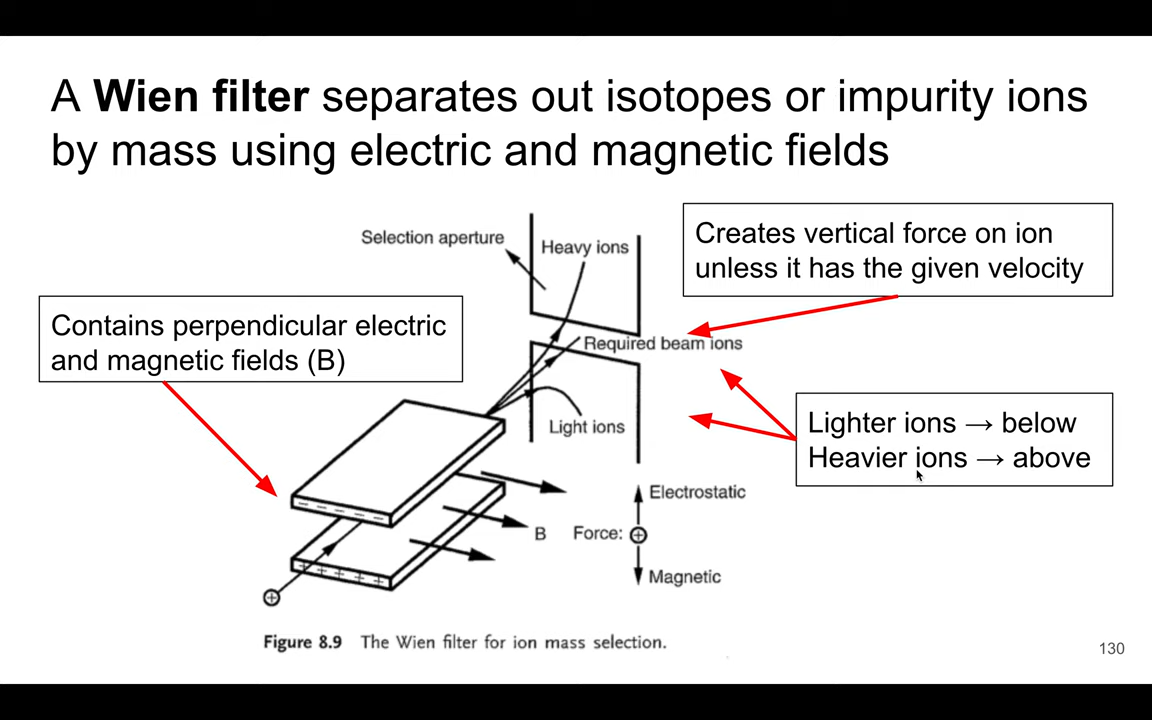 A Wien filter separates out isotopes or impurity ions
by mass using electric and magnetic fields
Creates vertical force on ion
unless it has the given velocity
Contains perpendicular electric
and magnetic fields (B)
Lighter ions → below
Heavier ions → above
Selection aperture
Heavy ions
Required beam ions
Light ions
Electrostatic
B
Force:
Magnetic
Figure 8.9 The Wien filter for ion mass selection.
130